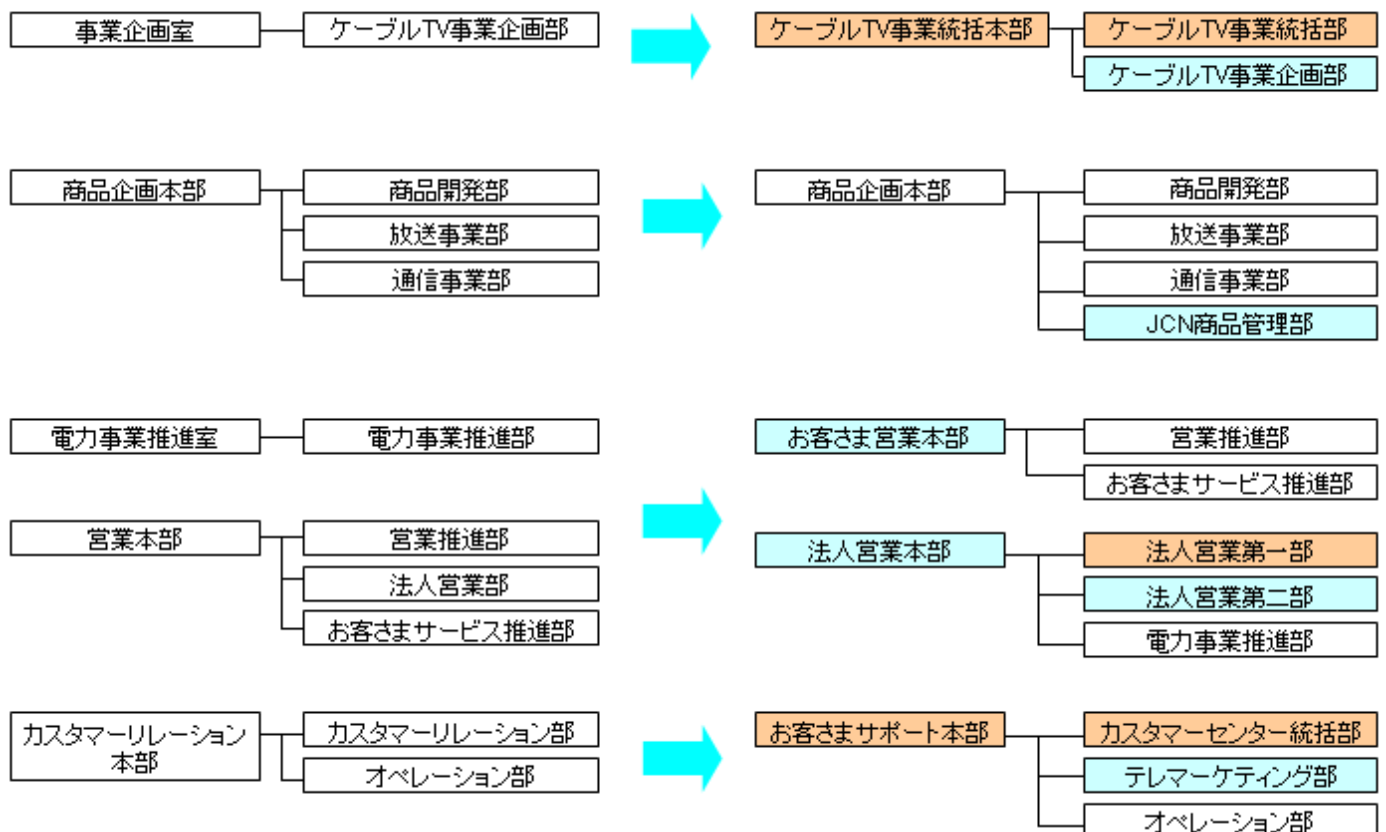 事業企画室 ケーブルTV事業企画部 ケーブルTV事業統括本部 ケーブルTV事業統括部
ケーブルTV事業企画部
商品企画本部 商品開発部 商品企画本部 商品開発部
放送事業部 放送事業部
通信事業部 通信事業部
JCN商品管理部
電力事業推進室 電力事業推進部 お客さま営業本部 営業推進部
お客さまサービス推進部
営業本部 営業推進部 法人営業本部 法人営業第一部
法人営業部 法人営業第二部
お客さまサービス推進部 電力事業推進部
カスタマーリレーション カスタマーリレーション部 お客さまサポート本部 カスタマーセンター統括部
本部 オペレーション部 テレマーケティング部
オペレーション部